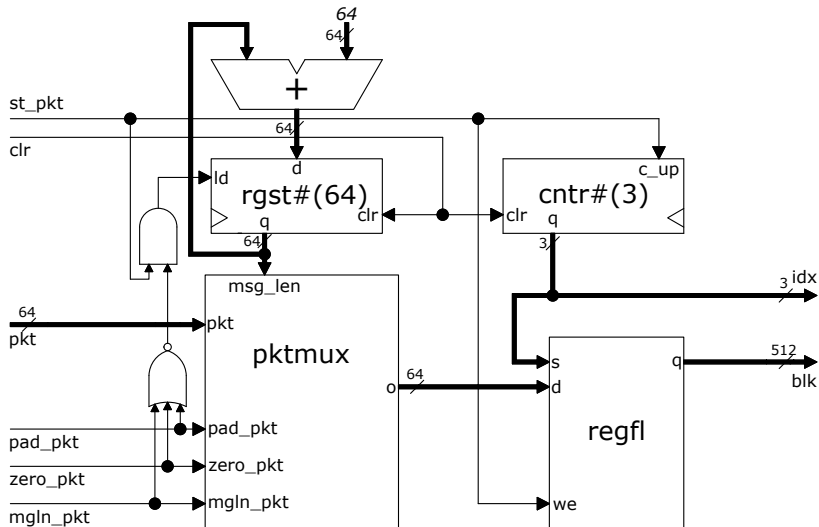 64
64
+
st_pkt
64
clr
d
c_up
ld
rgst#(64)
cntr#(3)
clr
clr
q
q
64
3
msg_len
3
idx
64
pkt
pkt
pktmux
s
q
512
64
o
d
blk
regfl
pad_pkt
pad_pkt
zero_pkt
zero_pkt
mgln_pkt
we
mgln_pkt